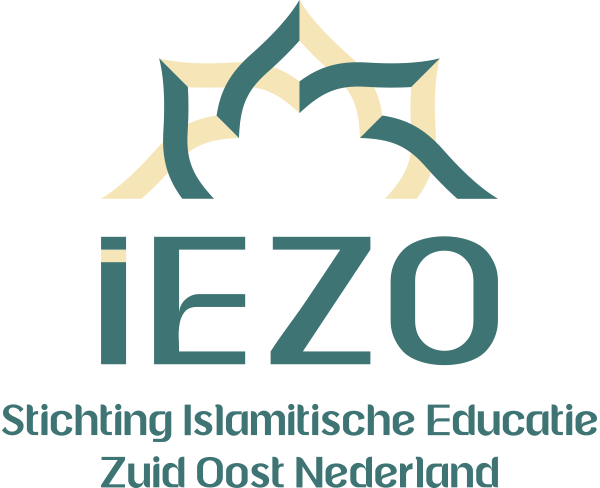 iEZO
Stichting Islamitische Educatie
Zuid Oost Nederland